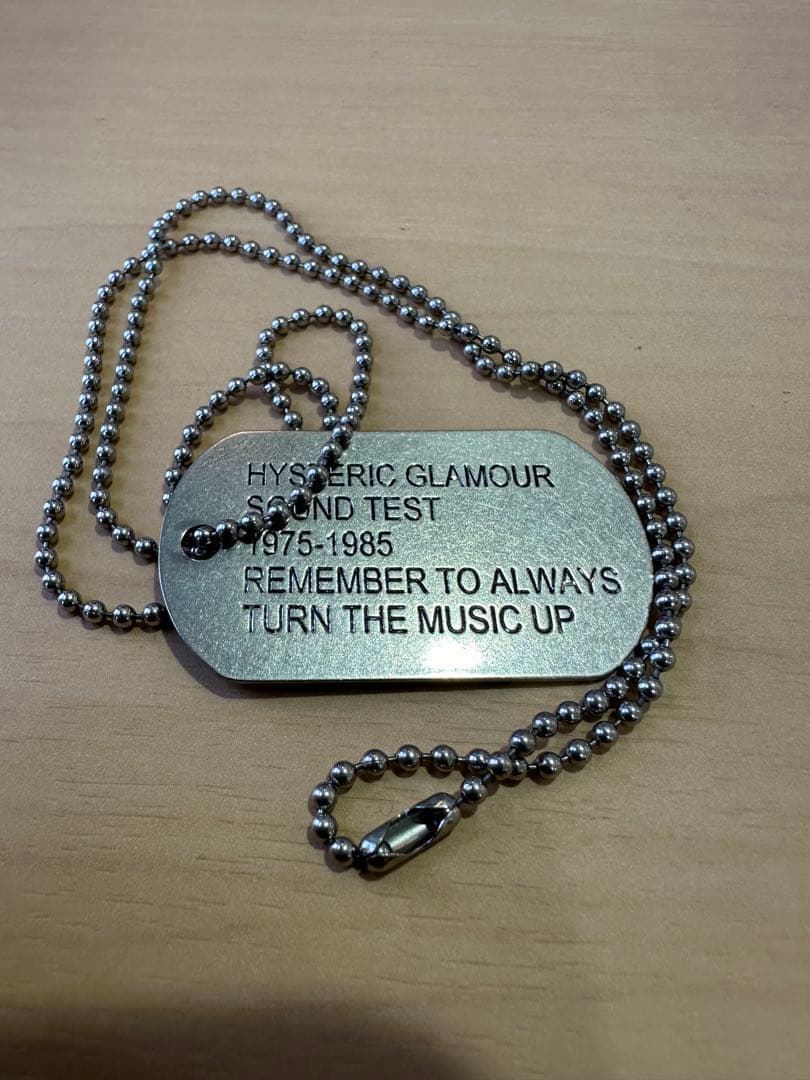 HYSTERIC GLAMOUR
SOUND TEST
1975-1985
REMEMBER TO ALWAYS
TURN THE MUSIC UP